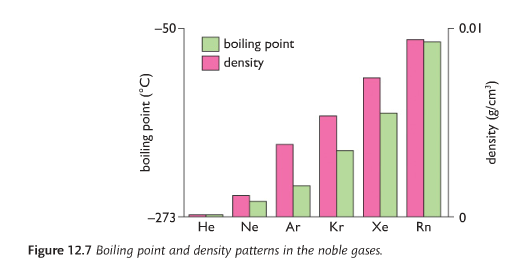 −50
0.01
boiling point
density
boiling point (°C)
density (g/cm³)
−273
0
He Ne Ar Kr Xe Rn
Figure 12.7 Boiling point and density patterns in the noble gases.